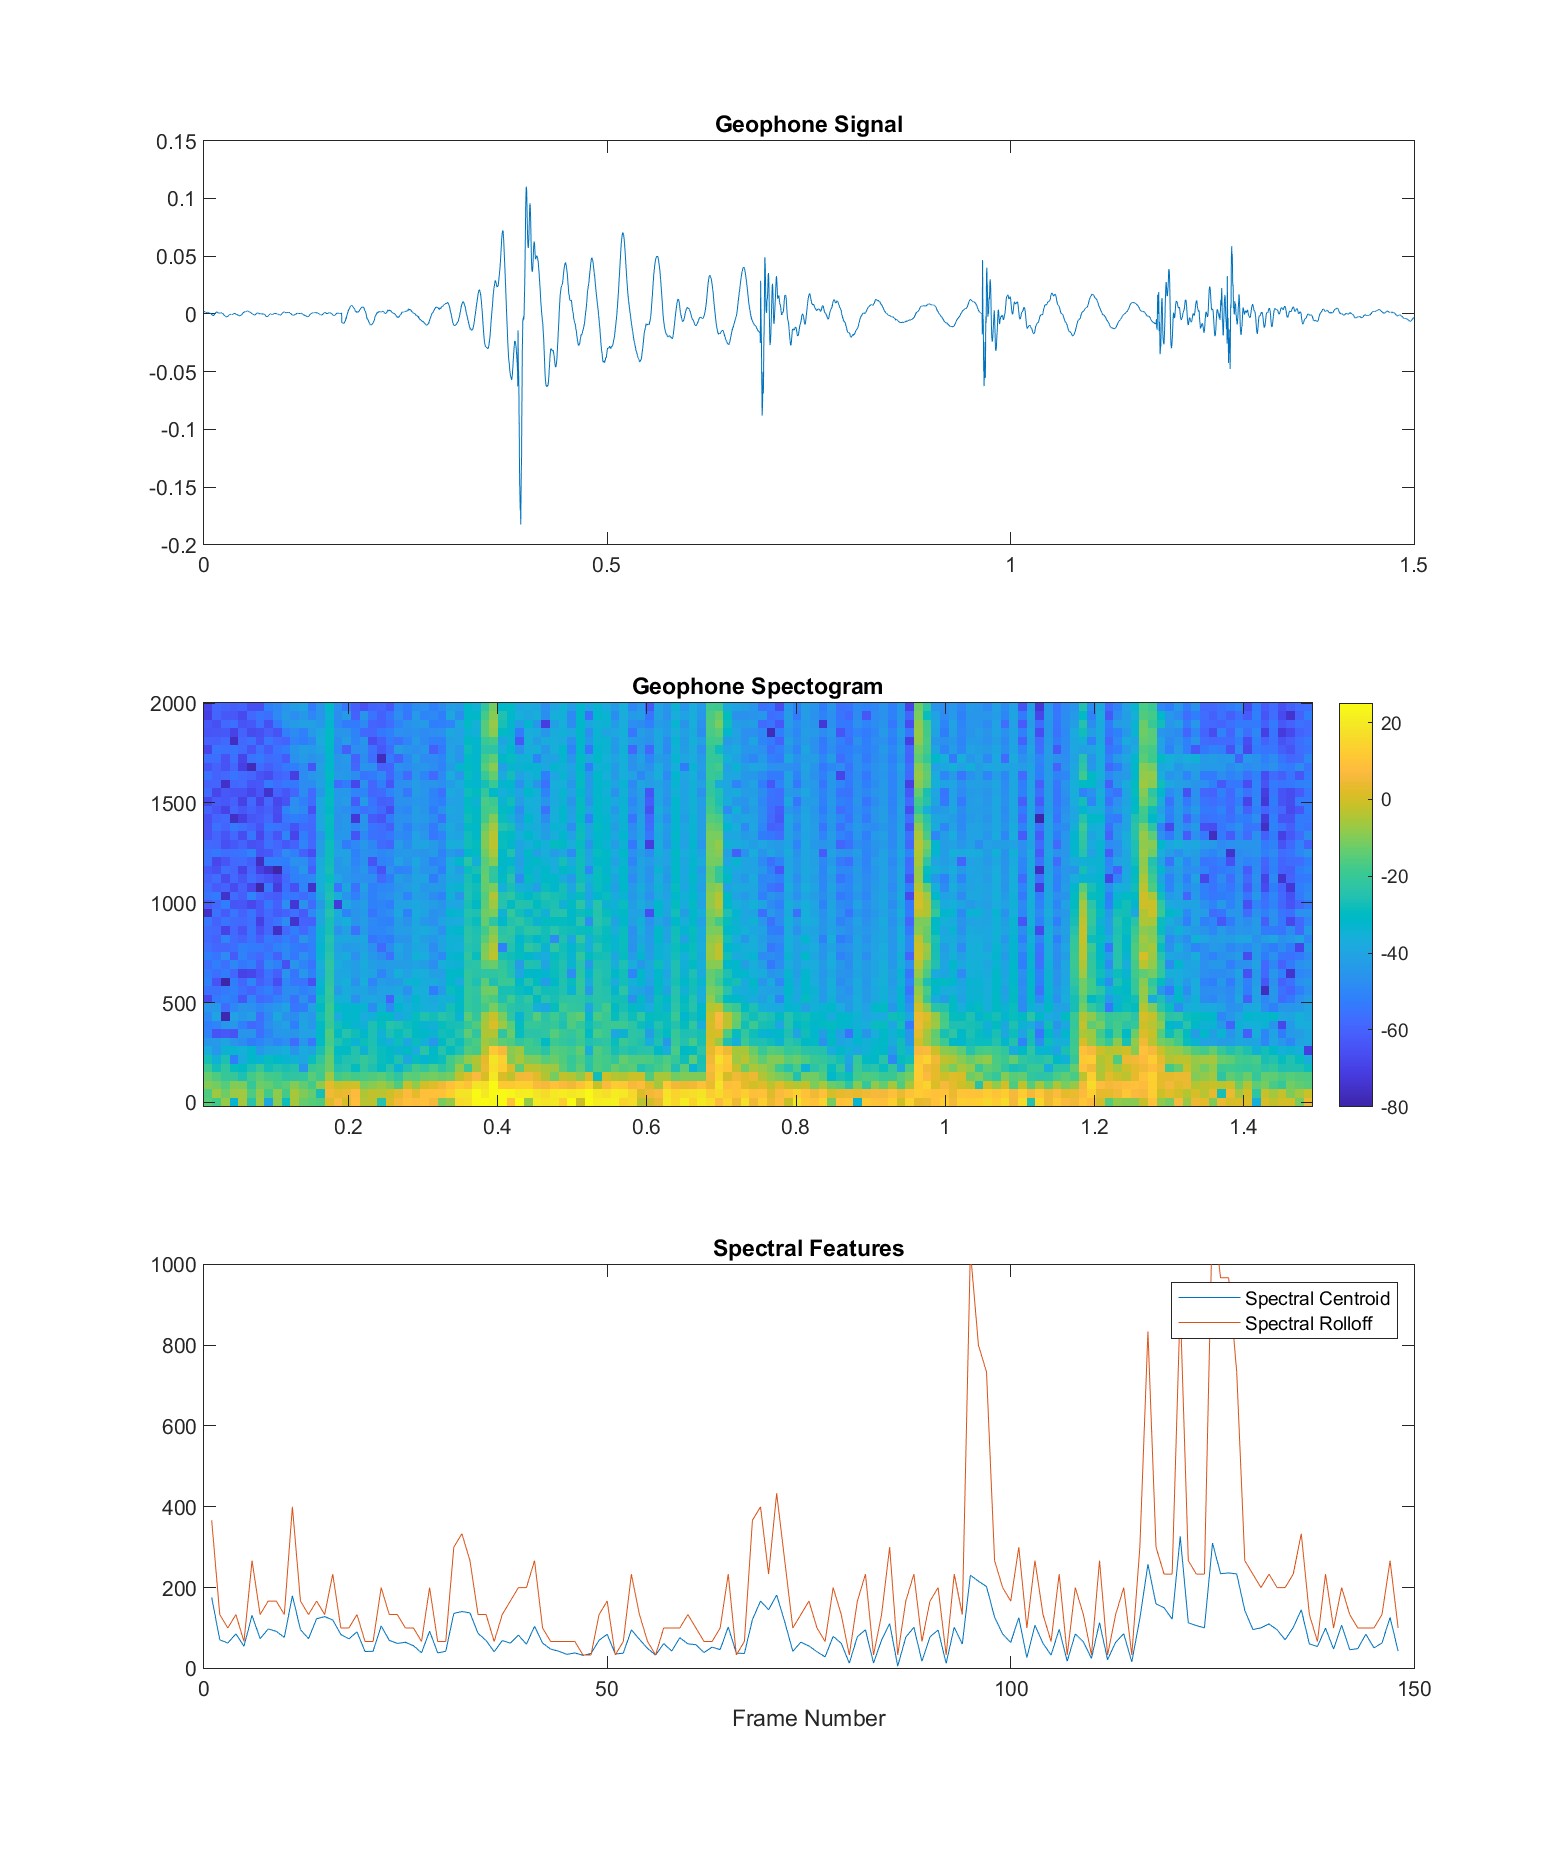 Geophone Signal
0.15
0.1
0.05
0
-0.05
-0.1
-0.15
-0.2
0 0.5 1 1.5
Geophone Spectogram
2000
1500
1000
500
0
0.2 0.4 0.6 0.8 1 1.2 1.4
20
0
-20
-40
-60
-80
Spectral Features
1000
800
600
400
200
0
Spectral Centroid
Spectral Rolloff
0 50 100 150
Frame Number